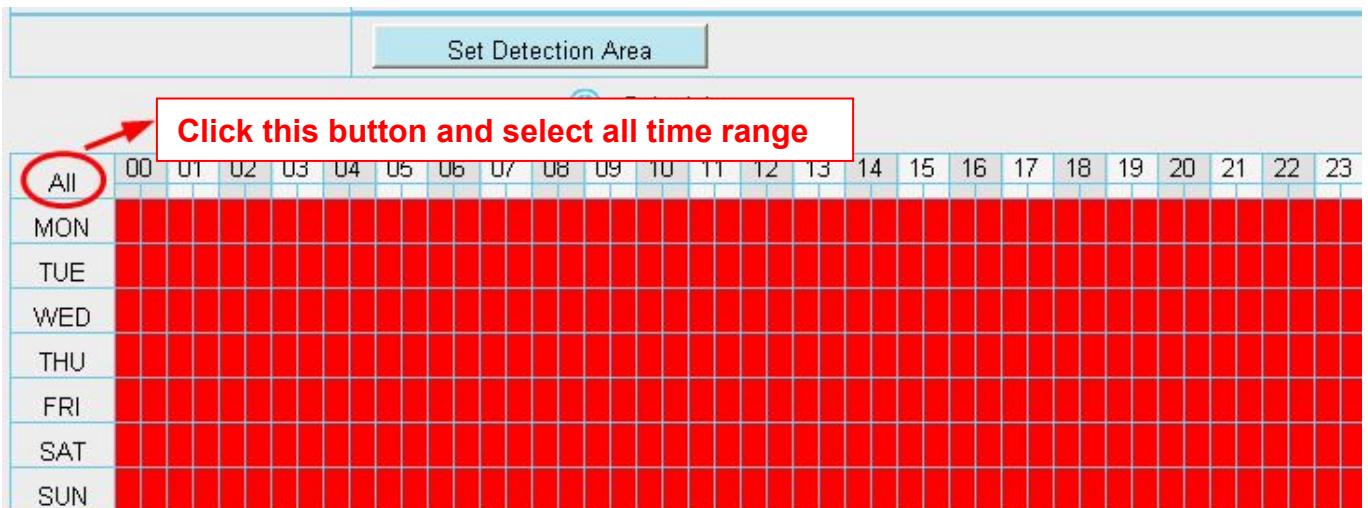 Set Detection Area
Click this button and select all time range
All 00 01 02 03 04 05 06 07 08 09 10 11 12 13 14 15 16 17 18 19 20 21 22 23
MON
TUE
WED
THU
FRI
SAT
SUN